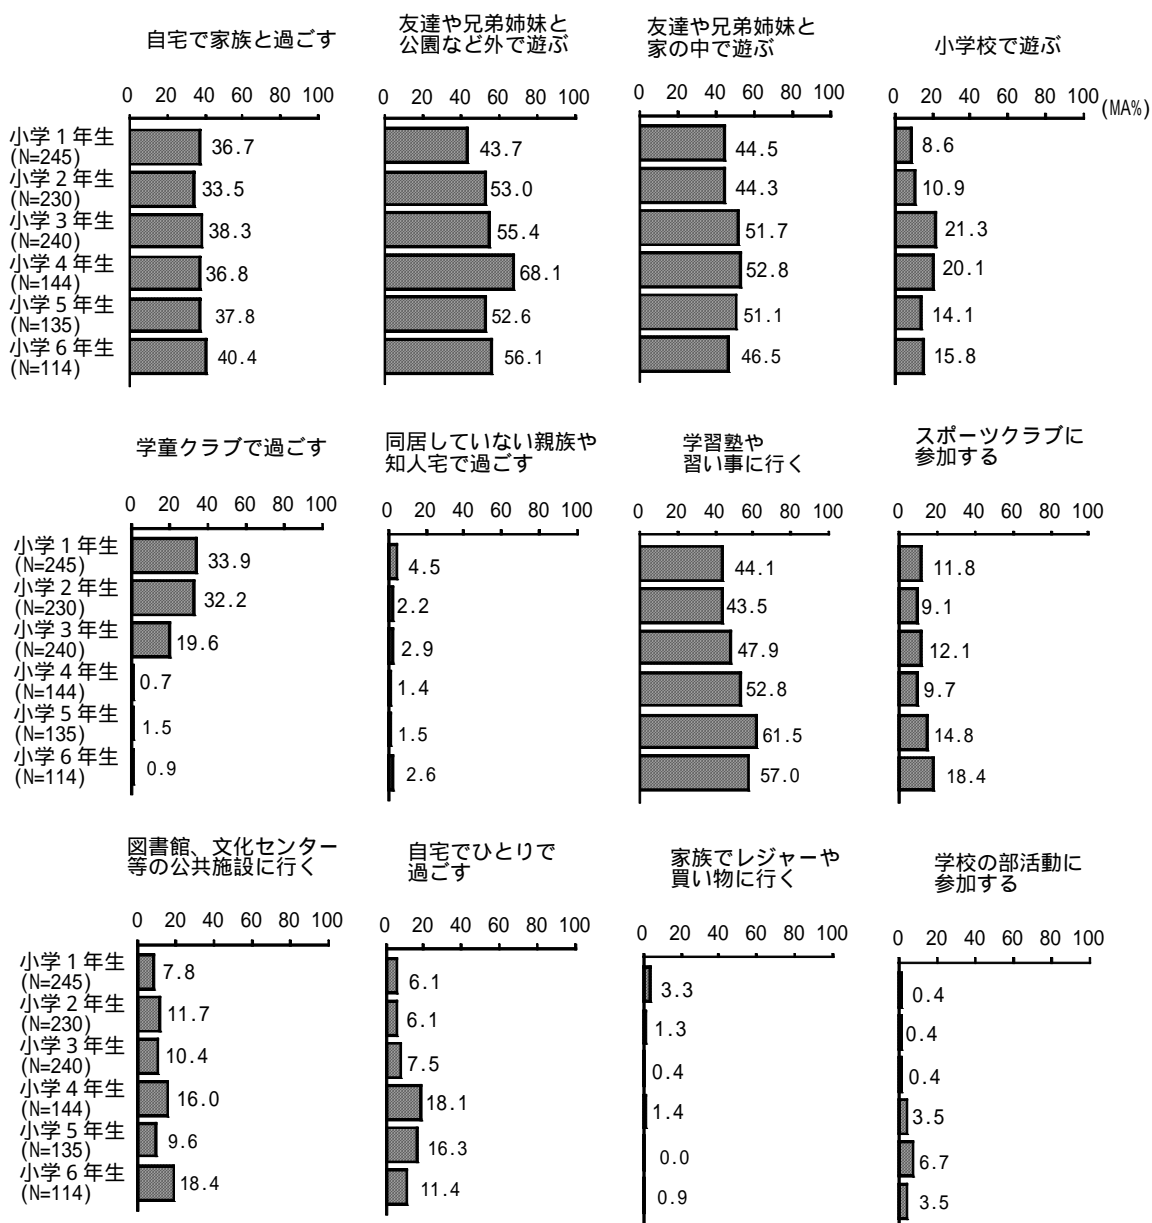 自宅で家族と過ごす
友達や兄弟姉妹と
公園など外で遊ぶ
友達や兄弟姉妹と
家の中で遊ぶ
小学校で遊ぶ
0 20 40 60 80 100
0 20 40 60 80 100
0 20 40 60 80 100
0 20 40 60 80 100 (MA%)
小学１年生
(N=245)
36.7 43.7 44.5 8.6
小学２年生
(N=230)
33.5 53.0 44.3 10.9
小学３年生
(N=240)
38.3 55.4 51.7 21.3
小学４年生
(N=144)
36.8 68.1 52.8 20.1
小学５年生
(N=135)
37.8 52.6 51.1 14.1
小学６年生
(N=114)
40.4 56.1 46.5 15.8
学童クラブで過ごす
同居していない親族や
知人宅で過ごす
学習塾や
習い事に行く
スポーツクラブに
参加する
0 20 40 60 80 100
0 20 40 60 80 100
0 20 40 60 80 100
0 20 40 60 80 100
小学１年生
(N=245)
33.9 4.5 44.1 11.8
小学２年生
(N=230)
32.2 2.2 43.5 9.1
小学３年生
(N=240)
19.6 2.9 47.9 12.1
小学４年生
(N=144)
0.7 1.4 52.8 9.7
小学５年生
(N=135)
1.5 1.5 61.5 14.8
小学６年生
(N=114)
0.9 2.6 57.0 18.4
図書館、文化センター
等の公共施設に行く
自宅でひとりで
過ごす
家族でレジャーや
買い物に行く
学校の部活動に
参加する
0 20 40 60 80 100
0 20 40 60 80 100
0 20 40 60 80 100
0 20 40 60 80 100
小学１年生
(N=245)
7.8 6.1 3.3 0.4
小学２年生
(N=230)
11.7 6.1 1.3 0.4
小学３年生
(N=240)
10.4 7.5 0.4 0.4
小学４年生
(N=144)
16.0 18.1 1.4 3.5
小学５年生
(N=135)
9.6 16.3 0.0 6.7
小学６年生
(N=114)
18.4 11.4 0.9 3.5